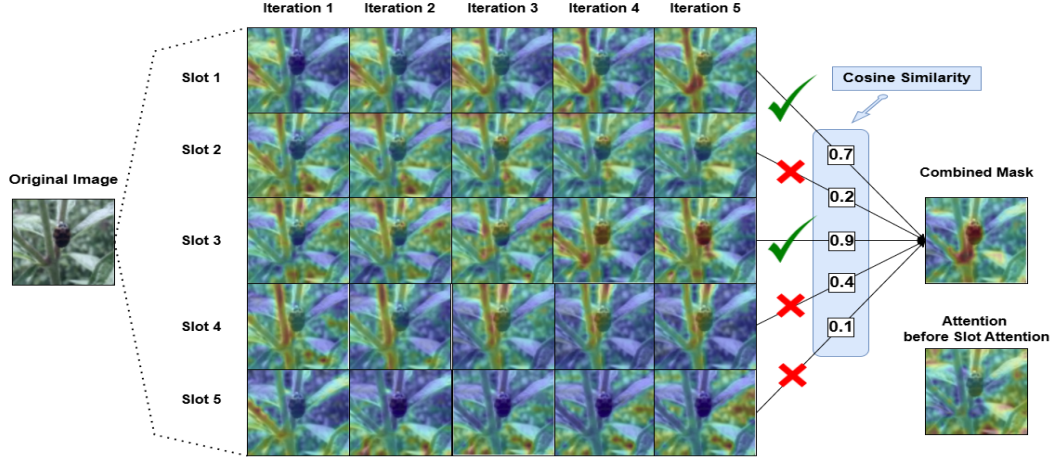 Iteration 1 Iteration 2 Iteration 3 Iteration 4 Iteration 5
Slot 1
Cosine Similarity
Slot 2
0.7
Original Image
Combined Mask
0.2
Slot 3
0.9
0.4
Slot 4
0.1
Attention
before Slot Attention
Slot 5